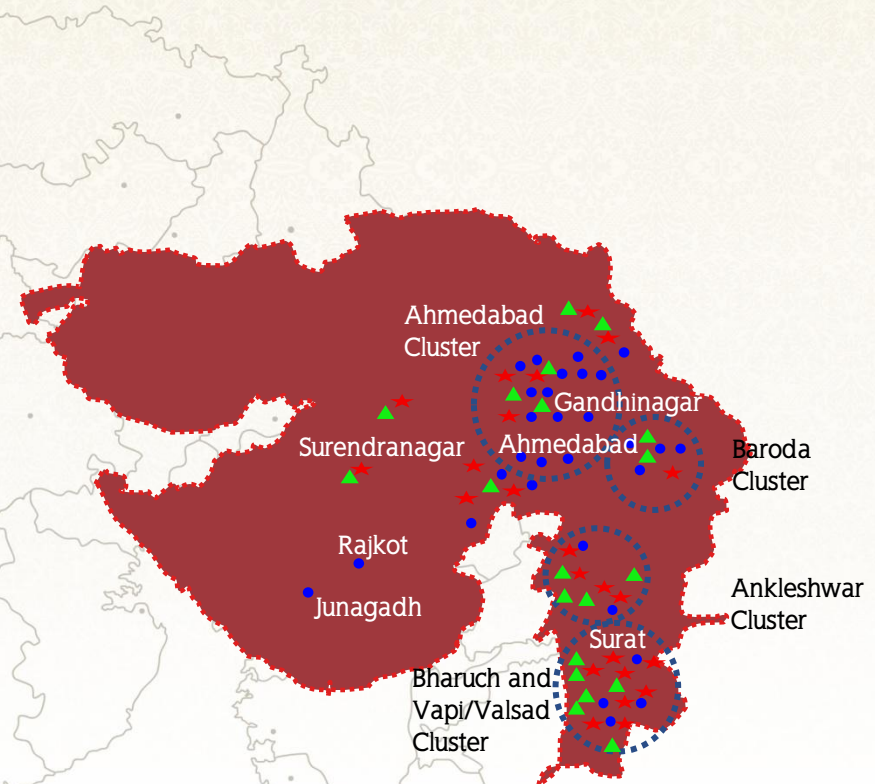 Ahmedabad
Cluster
Gandhinagar
Surendranagar
Ahmedabad
Baroda
Cluster
Rajkot
Junagadh
Ankleshwar
Cluster
Surat
Bharuch and
Vapi/Valsad
Cluster